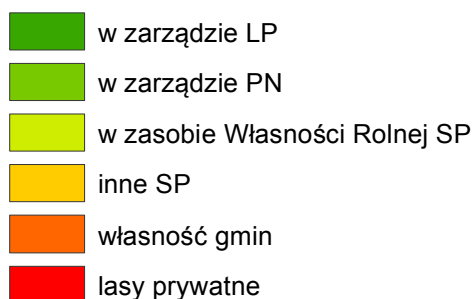 w zarządzie LP
w zarządzie PN
w zasobie Własności Rolnej SP
inne SP
własność gmin
lasy prywatne